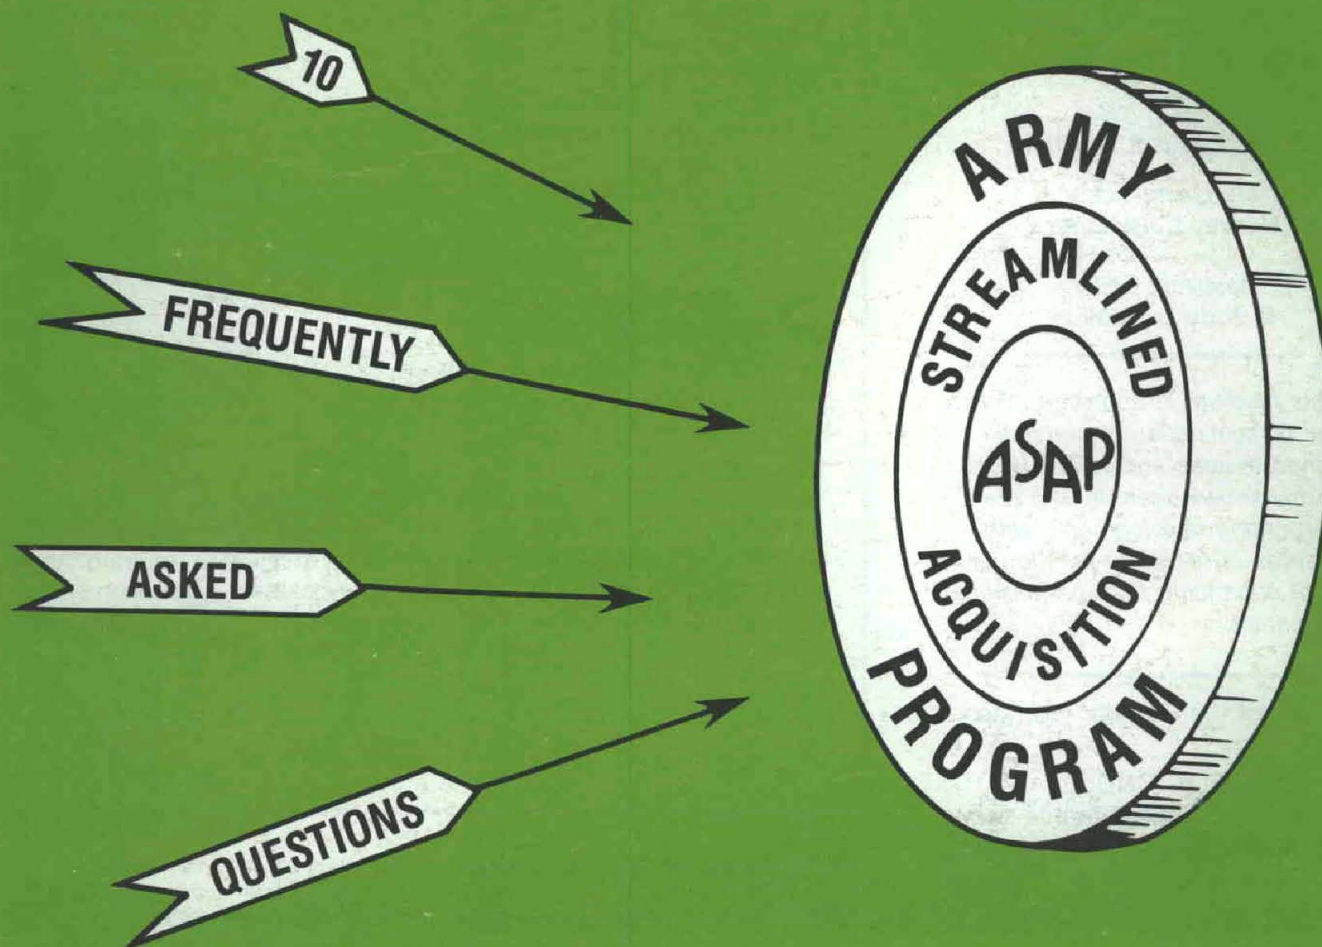 10
FREQUENTLY
ASKED
QUESTIONS
ARMY
STREAMLINED
ASAP
ACQUISITION
PROGRAM